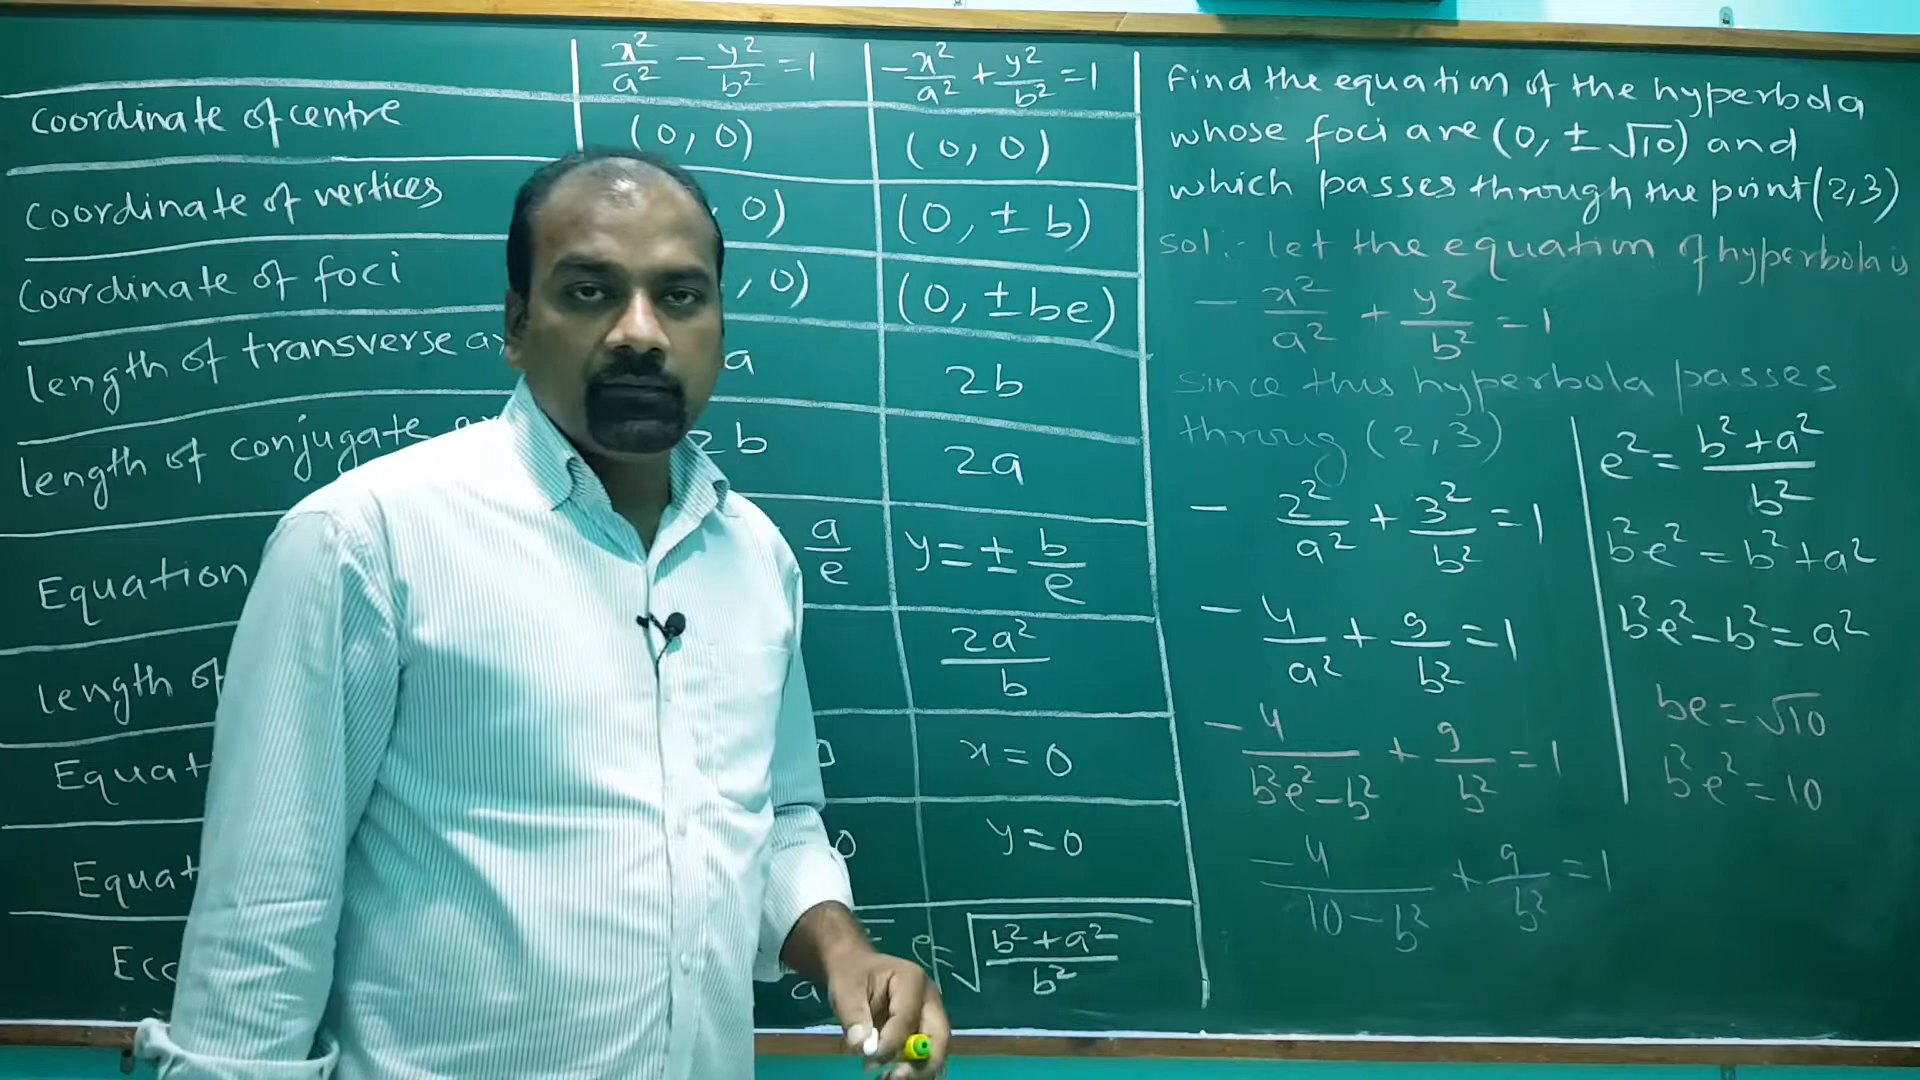 x²/a² - y²/b² = 1
-x²/a² + y²/b² = 1
Coordinate of centre
(0, 0)
(0, 0)
Coordinate of vertices
, 0)
(0, ± b)
Coordinate of foci
, 0)
(0, ± be)
length of transverse
a
2b
length of conjugate
2b
2a
Equation
a/e
y = ± b/e
length of
2a²/b
Equat
0
x = 0
Equat
0
y = 0
Ecc
a
e = √((b² + a²)/b²)
Find the equation of the hyperbola
whose foci are (0, ± √10) and
which passes through the point (2,3)
Sol:- let the equation of hyperbola is
- x²/a² + y²/b² = 1
Since this hyperbola passes
throug (2, 3)
- 2²/a² + 3²/b² = 1
- 4/a² + 9/b² = 1
- 4/(b²e² - b²) + 9/b² = 1
- 4/(10 - b²) + 9/b² = 1
e² = (b² + a²)/b²
b²e² = b² + a²
b²e² - b² = a²
be = √10
b²e² = 10